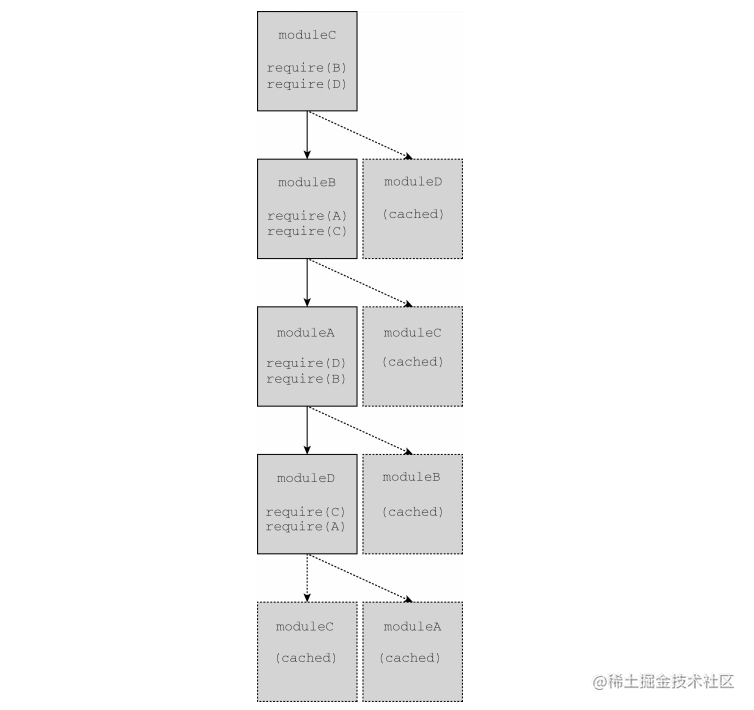 moduleC
require(B)
require(D)
moduleB
require(A)
require(C)
moduleD
(cached)
moduleA
require(D)
require(B)
moduleC
(cached)
moduleD
require(C)
require(A)
moduleB
(cached)
moduleC
(cached)
moduleA
(cached)
@稀土掘金技术社区